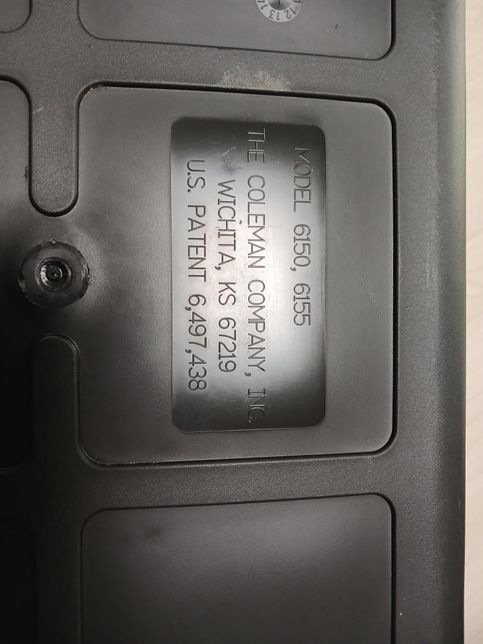 MODEL 6150, 6155
THE COLEMAN COMPANY, INC.
WICHITA, KS 67219
U.S. PATENT 6,497,438